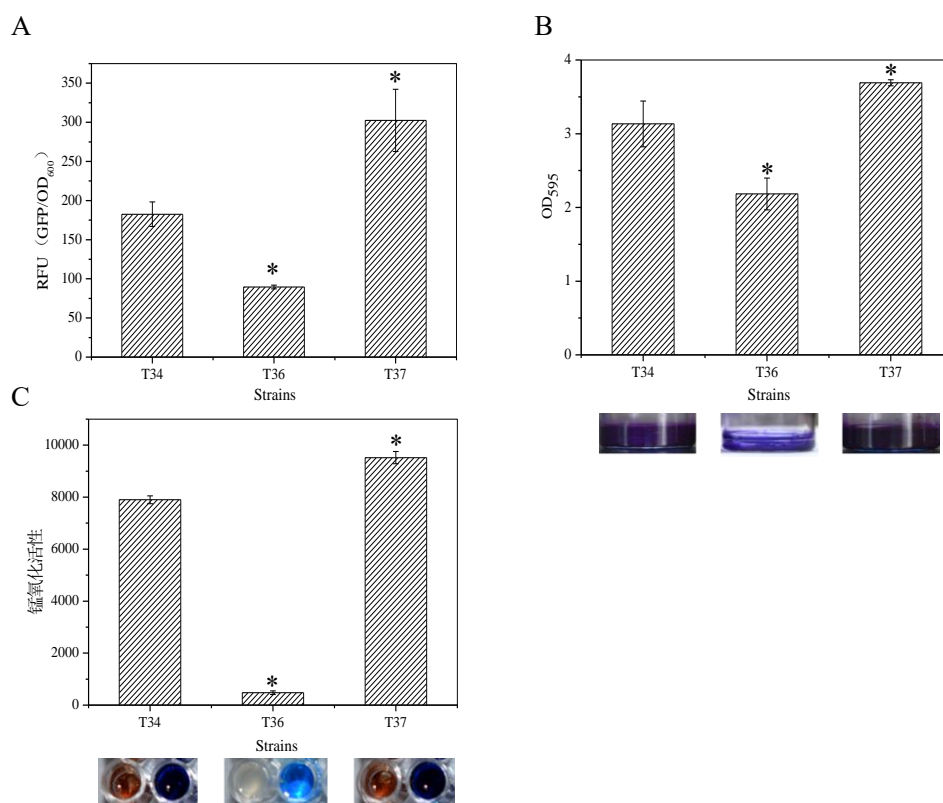 A
350
300
250
200
150
100
50
0
RFU（GFP/OD600）
*
*
T34 T36 T37
Strains
B
4
3
2
1
0
OD595
*
*
T34 T36 T37
Strains
C
10000
8000
6000
4000
2000
0
锰氧化活性
*
*
T34 T36 T37
Strains